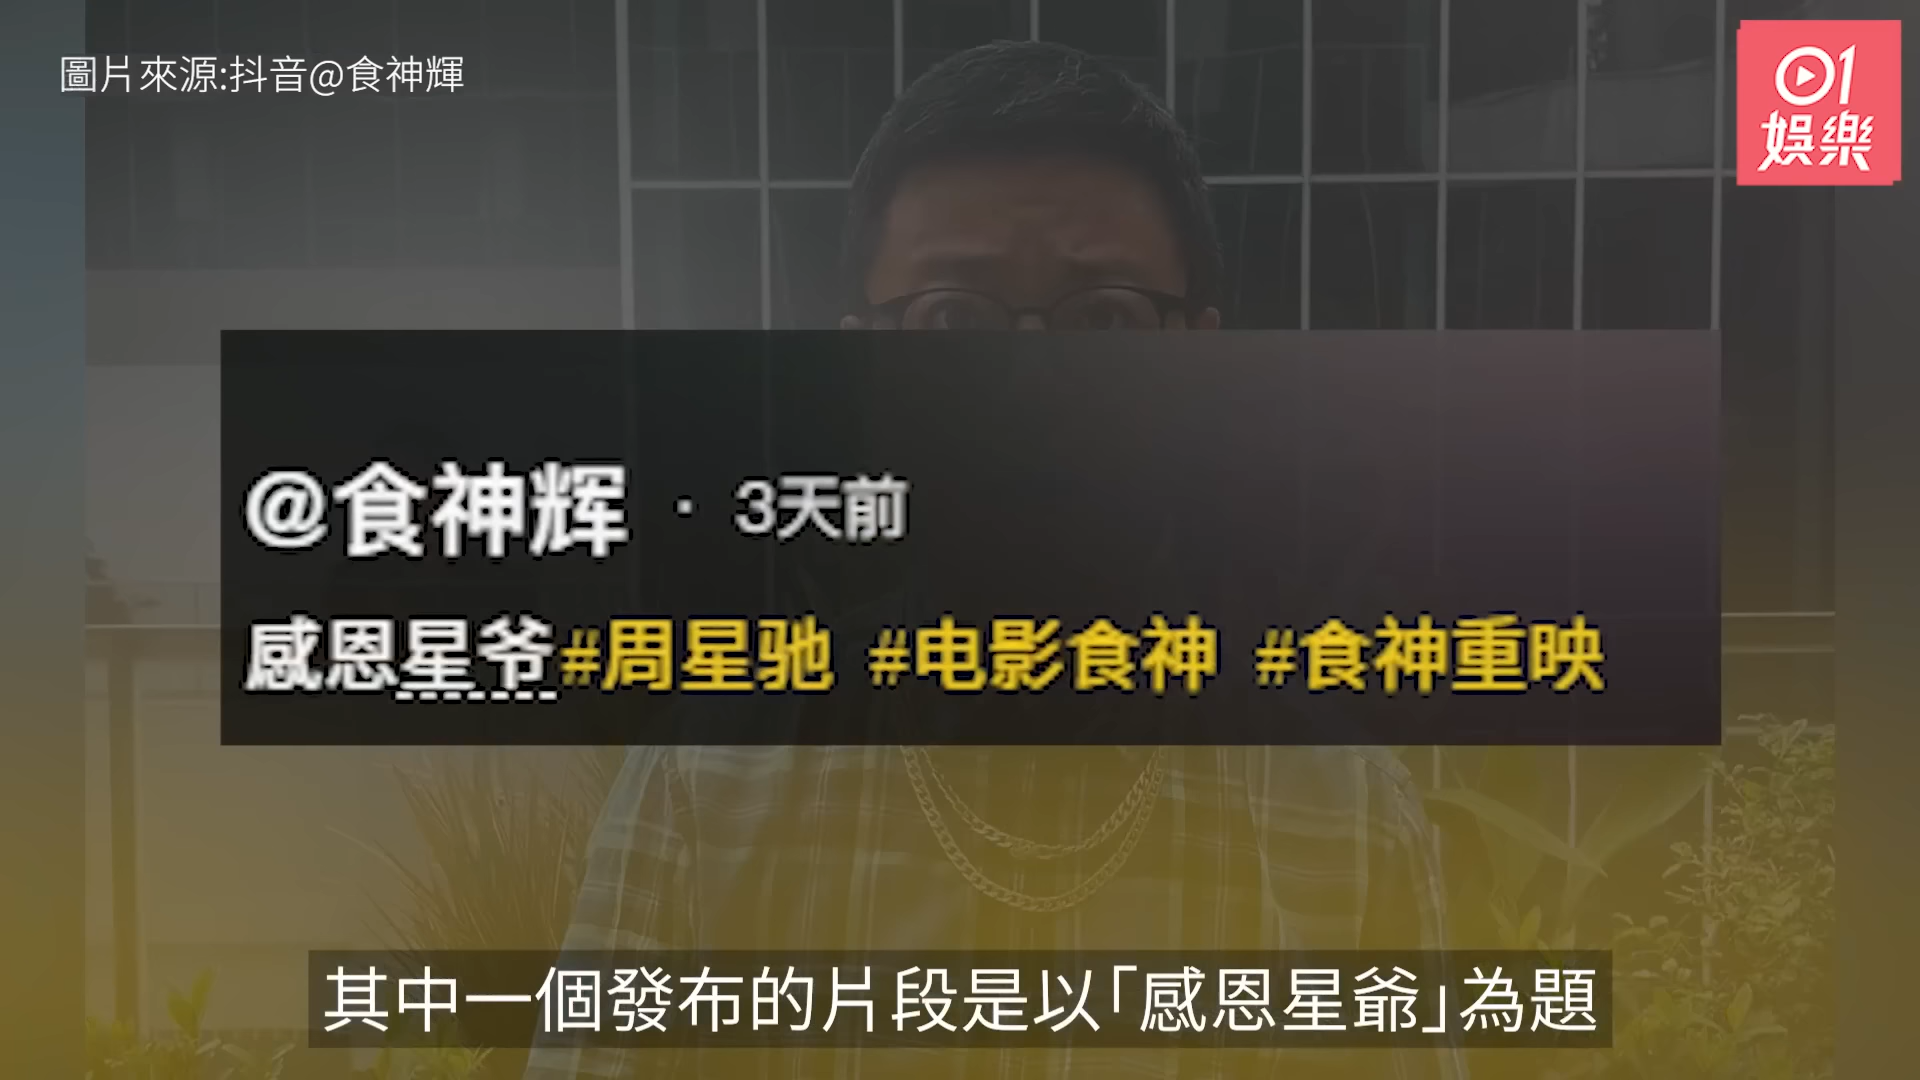 圖片來源:抖音@食神輝
01
娛樂
@食神辉 · 3天前
感恩星爷#周星驰 #电影食神 #食神重映
其中一個發布的片段是以「感恩星爺」為題